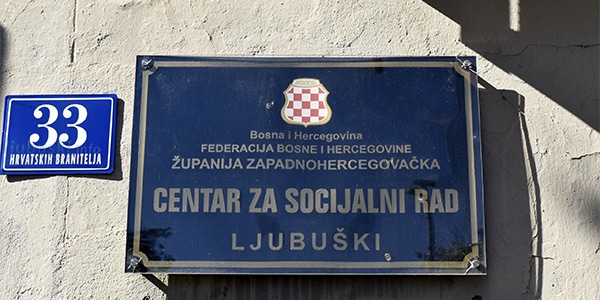 33
HRVATSKIH BRANITELJA
Bosna i Hercegovina
FEDERACIJA BOSNE I HERCEGOVINE
ŽUPANIJA ZAPADNOHERCEGOVAČKA
CENTAR ZA SOCIJALNI RAD
LJUBUŠKI